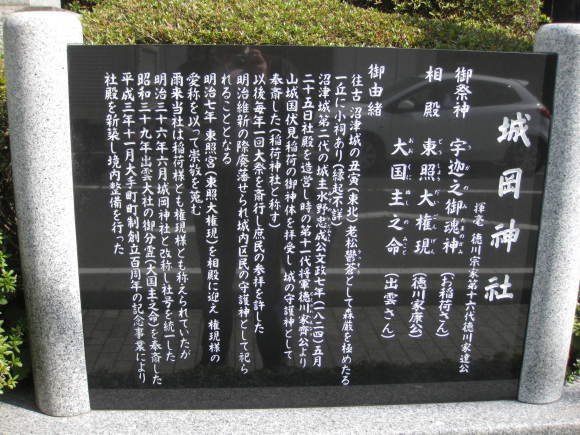 城岡神社
揮毫 徳川宗家第十八代徳川家達公
御祭神 宇迦之御魂神 (お稲荷さん)
相殿 東照大権現 (徳川家康公)
大国主之命 (出雲さん)
御由緒
往古 沼津城の丑寅(東北)老松鬱蒼として森厳を極めたる
一丘に小祠あり(縁起不詳)
沼津城第二代の城主水野忠成公文政七年(一八二四)五月
二十五日社殿を造営し時の第十一代将軍徳川家斉公より
山城国伏見稲荷の御神体を拝受し 城の守護神として
奉斎した(稲荷神社と称す)
以後毎年一回大祭を斎行し庶民の参拝を許した
明治維新の際廃藩せられ城内区民の守護神として祀ら
れることとなる
明治七年 東照宮(東照大権現)を相殿に迎え 権現様の
愛称を以って崇敬を蒐む
爾来当社は稲荷様とも権現様とも称えられていたが
明治三十六年六月城岡神社と改称し社号を統一した
昭和三十九年出雲大社の御分霊(大国主之命)を奉斎した
平成三年十一月大手町町制創立百周年の記念事業により
社殿を新築し境内整備を行った